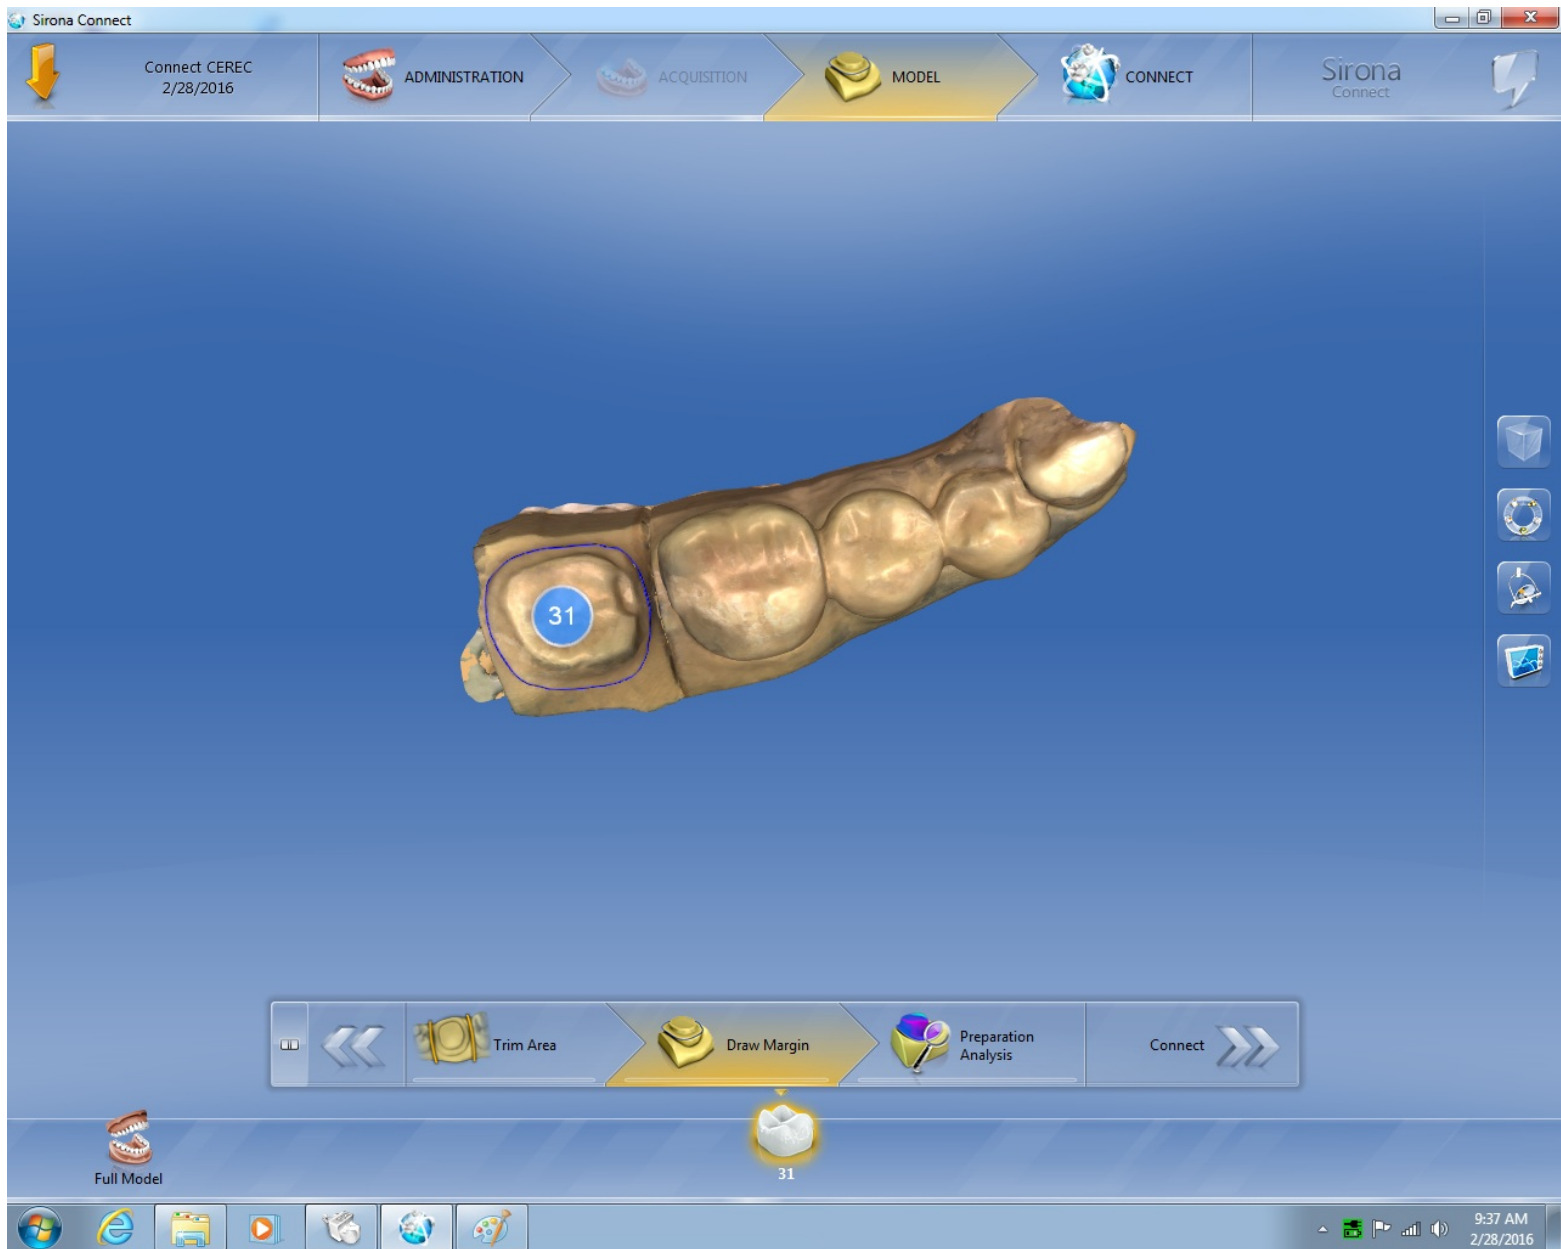 Sirona Connect
Connect CEREC
2/28/2016
ADMINISTRATION
ACQUISITION
MODEL
CONNECT
Sirona
Connect
31
Trim Area
Draw Margin
Preparation
Analysis
Connect
Full Model
31
9:37 AM
2/28/2016